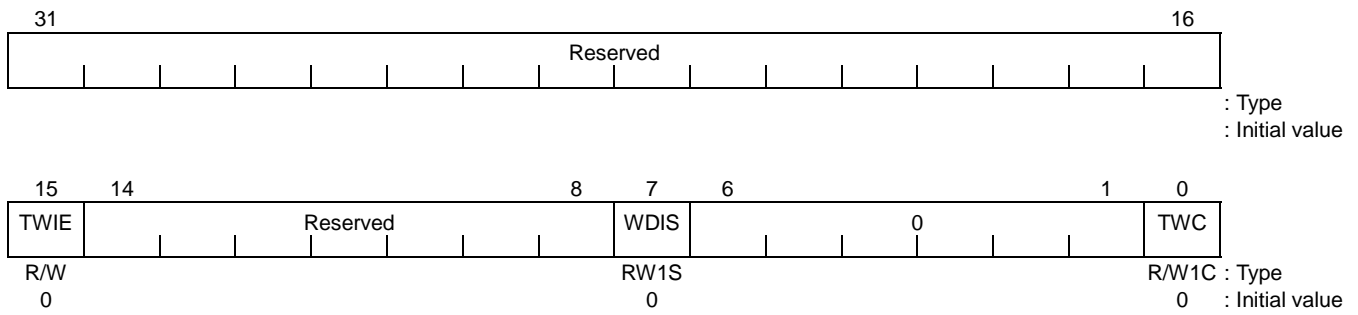 31 16
Reserved
: Type
: Initial value
15 14 8 7 6 1 0
TWIE Reserved WDIS 0 TWC
R/W RW1S R/W1C : Type
0 0 0 : Initial value